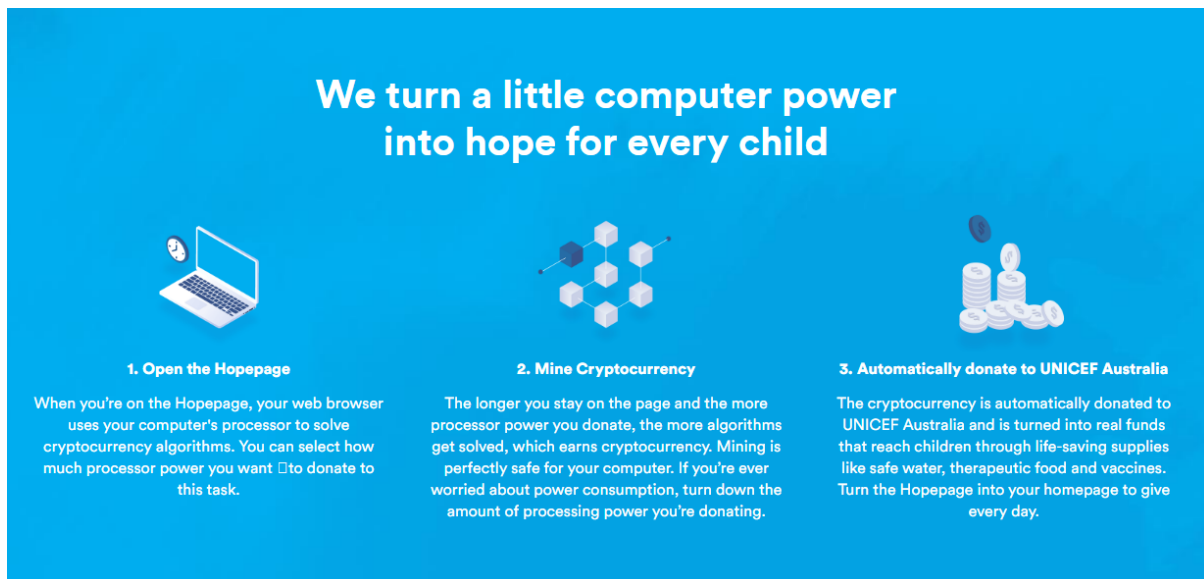 We turn a little computer power
into hope for every child
1. Open the Hopepage
When you’re on the Hopepage, your web browser
uses your computer's processor to solve
cryptocurrency algorithms. You can select how
much processor power you want □to donate to
this task.
2. Mine Cryptocurrency
The longer you stay on the page and the more
processor power you donate, the more algorithms
get solved, which earns cryptocurrency. Mining is
perfectly safe for your computer. If you’re ever
worried about power consumption, turn down the
amount of processing power you’re donating.
3. Automatically donate to UNICEF Australia
The cryptocurrency is automatically donated to
UNICEF Australia and is turned into real funds
that reach children through life-saving supplies
like safe water, therapeutic food and vaccines.
Turn the Hopepage into your homepage to give
every day.